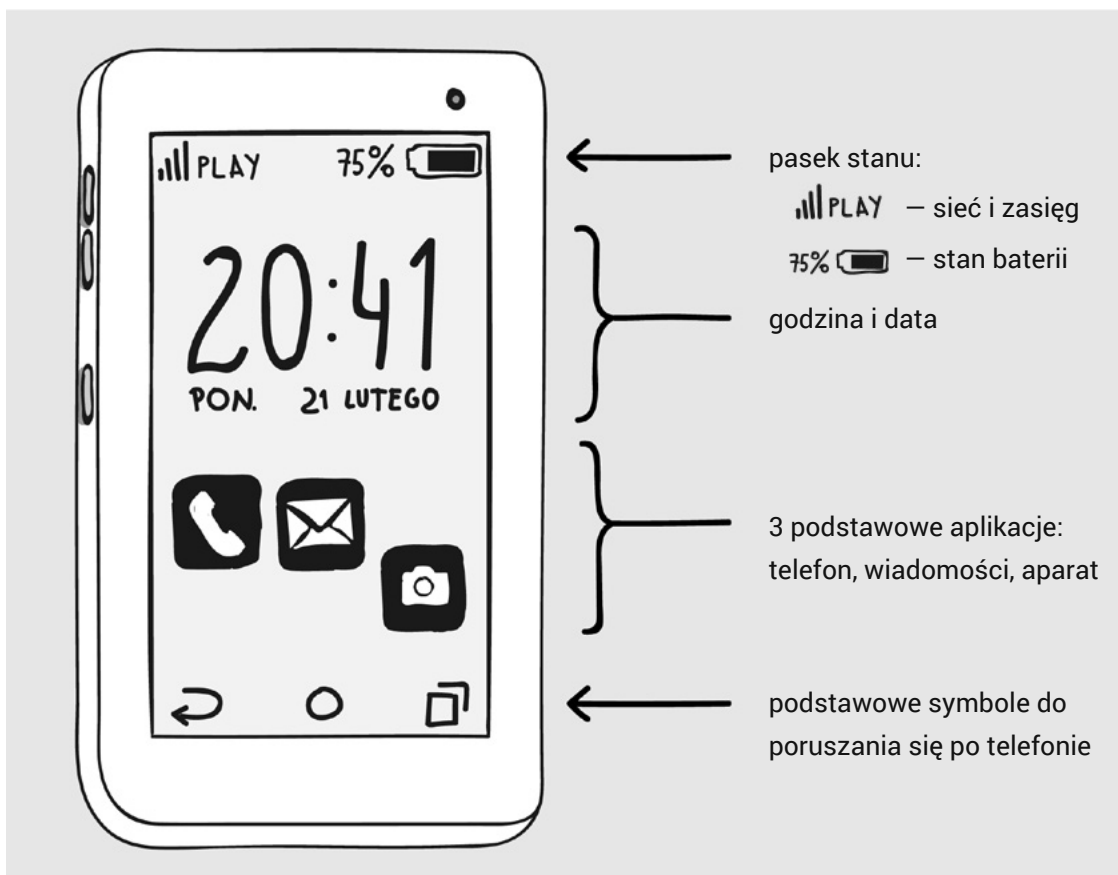 PLAY 75%
20:41
PON. 21 LUTEGO
pasek stanu:
PLAY – sieć i zasięg
75% – stan baterii
godzina i data
3 podstawowe aplikacje:
telefon, wiadomości, aparat
podstawowe symbole do
poruszania się po telefonie